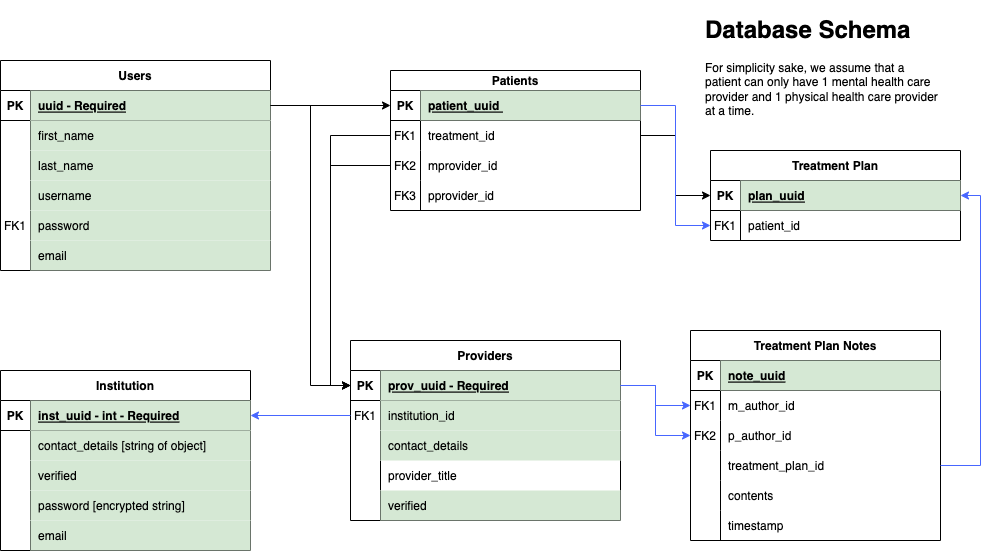 Database Schema
For simplicity sake, we assume that a
patient can only have 1 mental health care
provider and 1 physical health care provider
at a time.
Users
PK uuid - Required
first_name
last_name
username
FK1 password
email
Patients
PK patient_uuid
FK1 treatment_id
FK2 mprovider_id
FK3 pprovider_id
Treatment Plan
PK plan_uuid
FK1 patient_id
Institution
PK inst_uuid - int - Required
contact_details [string of object]
verified
password [encrypted string]
email
Providers
PK prov_uuid - Required
FK1 institution_id
contact_details
provider_title
verified
Treatment Plan Notes
PK note_uuid
FK1 m_author_id
FK2 p_author_id
treatment_plan_id
contents
timestamp